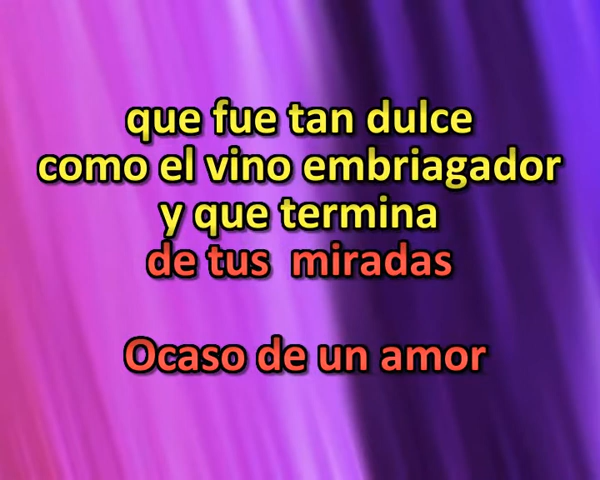 que fue tan dulce
como el vino embriagador
y que termina
de tus miradas
Ocaso de un amor